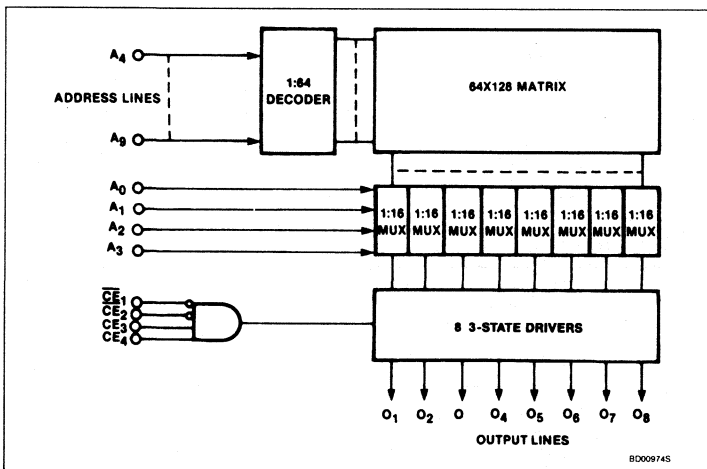 A4
ADDRESS LINES
A9
1:64
DECODER
64X128 MATRIX
A0
A1
A2
A3
1:16 MUX
1:16 MUX
1:16 MUX
1:16 MUX
1:16 MUX
1:16 MUX
1:16 MUX
1:16 MUX
C̅E̅1
C̅E̅2
CE3
CE4
8 3-STATE DRIVERS
O1 O2 O O4 O5 O6 O7 O8
OUTPUT LINES
BD00974S